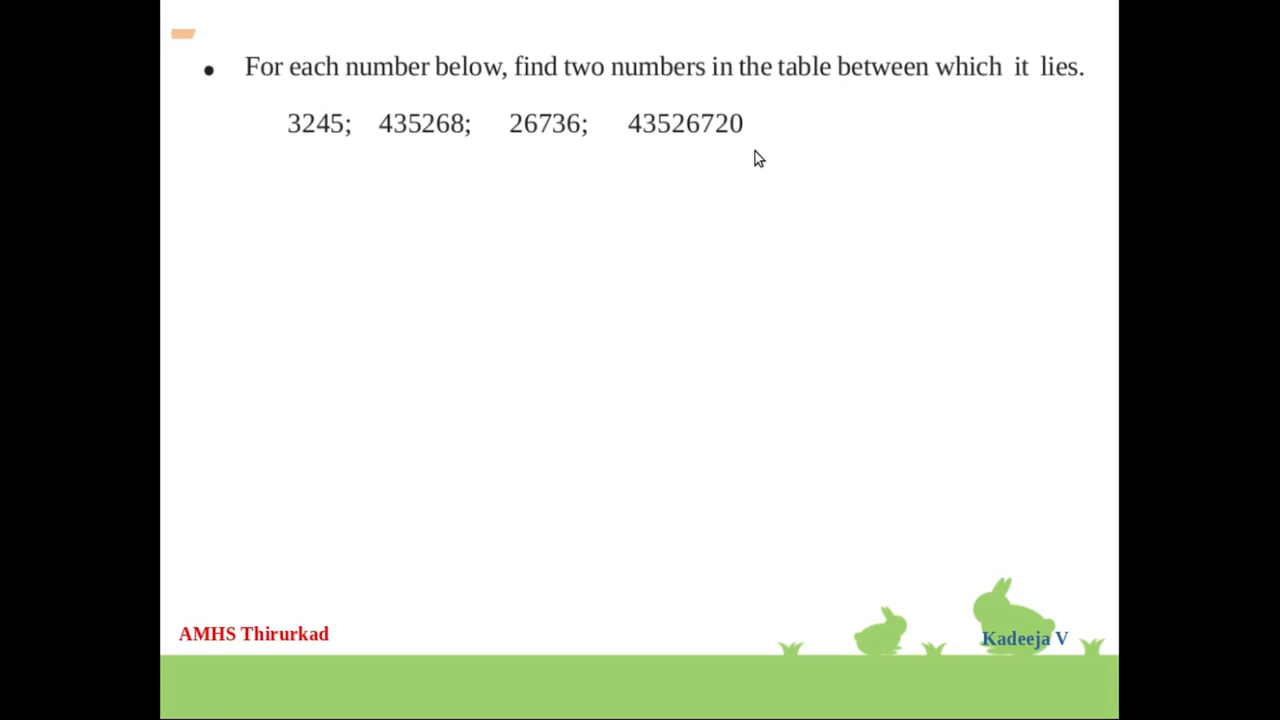 • For each number below, find two numbers in the table between which it lies.
3245; 435268; 26736; 43526720
AMHS Thirurkad
Kadeeja V